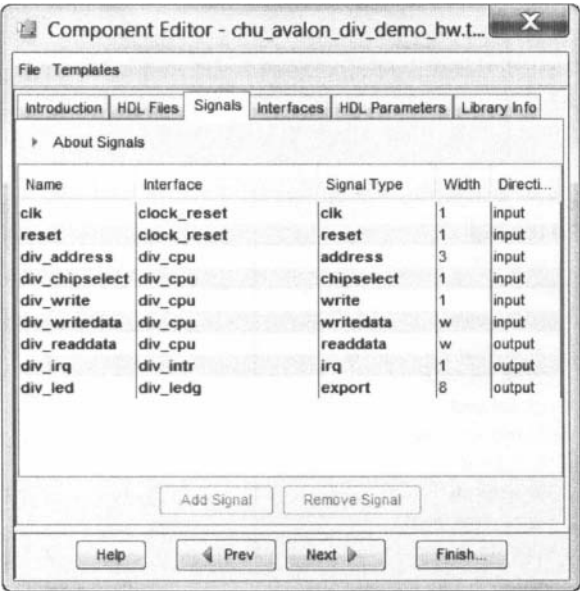 Component Editor - chu_avalon_div_demo_hw.t...
File Templates
Introduction HDL Files Signals Interfaces HDL Parameters Library Info
About Signals
Name Interface Signal Type Width Directi...
clk clock_reset clk 1 input
reset clock_reset reset 1 input
div_address div_cpu address 3 input
div_chipselect div_cpu chipselect 1 input
div_write div_cpu write 1 input
div_writedata div_cpu writedata w input
div_readdata div_cpu readdata w output
div_irq div_intr irq 1 output
div_led div_ledg export 8 output
Add Signal Remove Signal
Help Prev Next Finish...